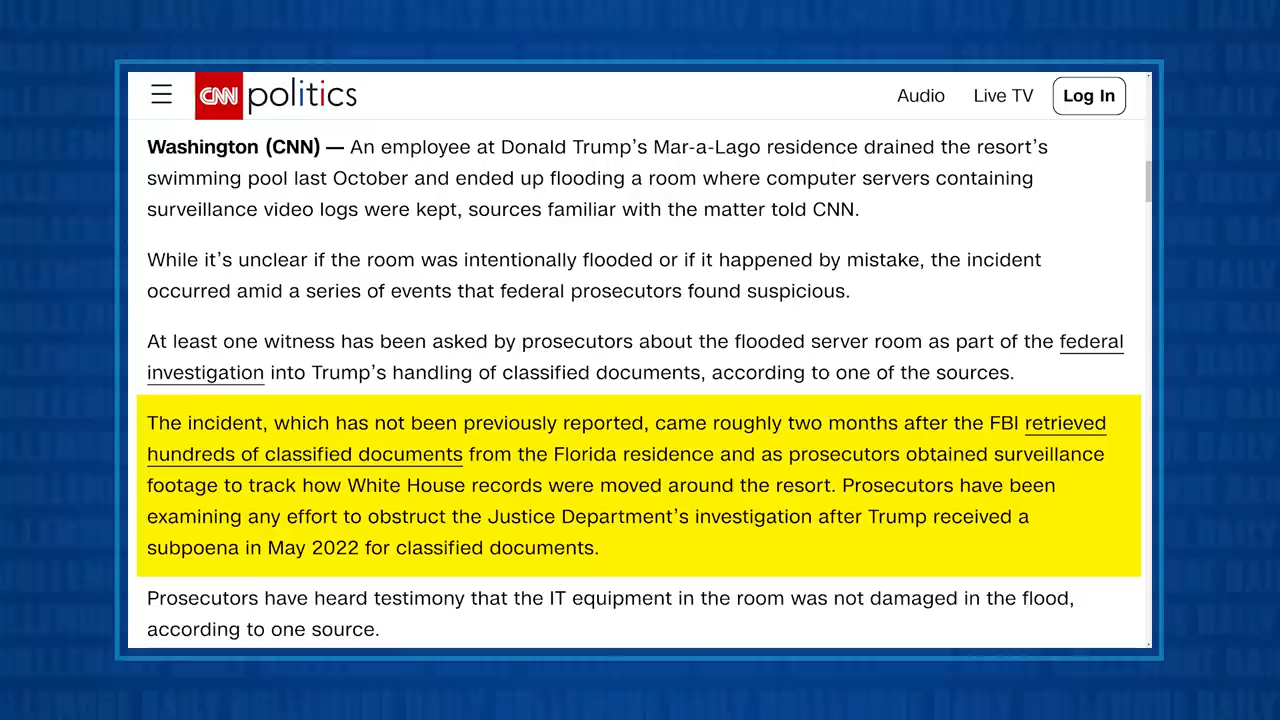 CNN politics Audio Live TV Log In
Washington (CNN) — An employee at Donald Trump's Mar-a-Lago residence drained the resort's
swimming pool last October and ended up flooding a room where computer servers containing
surveillance video logs were kept, sources familiar with the matter told CNN.
While it's unclear if the room was intentionally flooded or if it happened by mistake, the incident
occurred amid a series of events that federal prosecutors found suspicious.
At least one witness has been asked by prosecutors about the flooded server room as part of the federal
investigation into Trump's handling of classified documents, according to one of the sources.
The incident, which has not been previously reported, came roughly two months after the FBI retrieved
hundreds of classified documents from the Florida residence and as prosecutors obtained surveillance
footage to track how White House records were moved around the resort. Prosecutors have been
examining any effort to obstruct the Justice Department's investigation after Trump received a
subpoena in May 2022 for classified documents.
Prosecutors have heard testimony that the IT equipment in the room was not damaged in the flood,
according to one source.